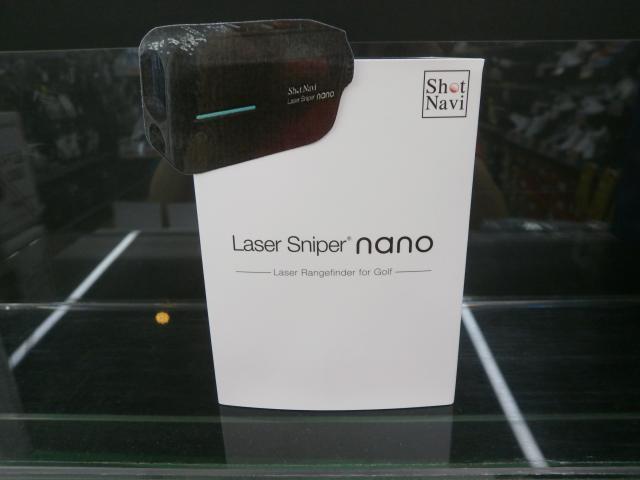 Shot Navi
Laser Sniper nano
Shot
Navi
Laser Sniper® nano
Laser Rangefinder for Golf